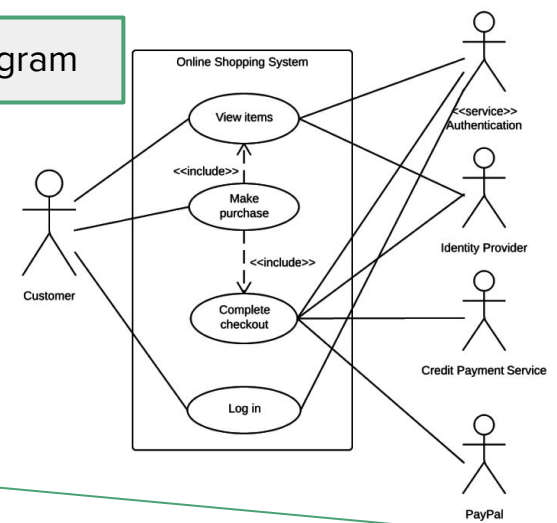 gram
Online Shopping System
View items
<<include>>
Make
purchase
<<include>>
Complete
checkout
Log in
Customer
<<service>>
Authentication
Identity Provider
Credit Payment Service
PayPal